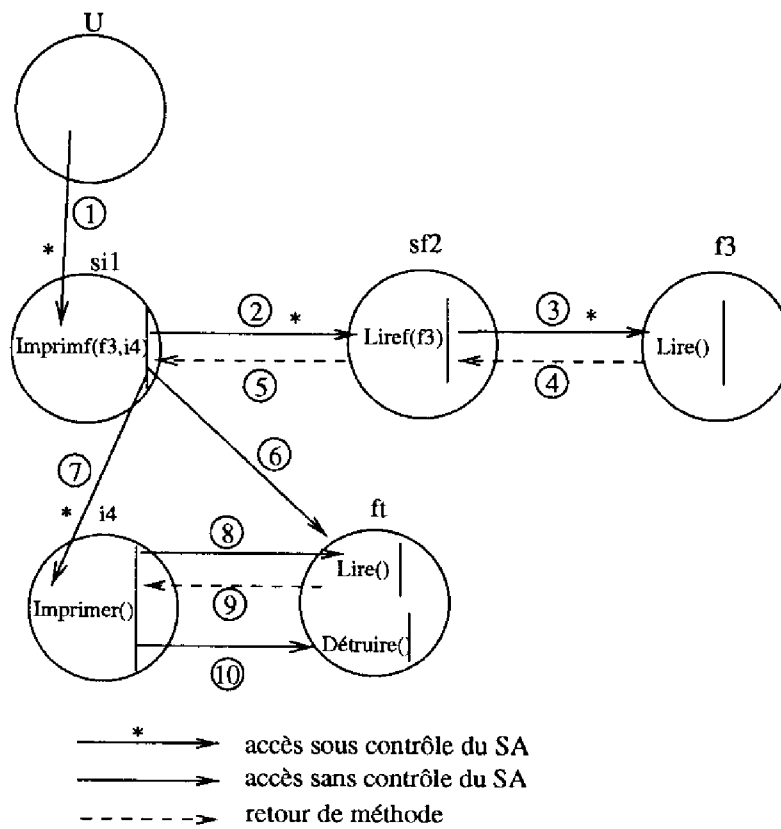 U
①
*
si1
sf2
f3
Imprimf(f3,i4)
②
*
Liref(f3)
③
*
Lire()
⑤
④
⑦
⑥
*
i4
ft
Imprimer()
⑧
Lire()
⑨
Détruire()
⑩
*
accès sous contrôle du SA
accès sans contrôle du SA
retour de méthode